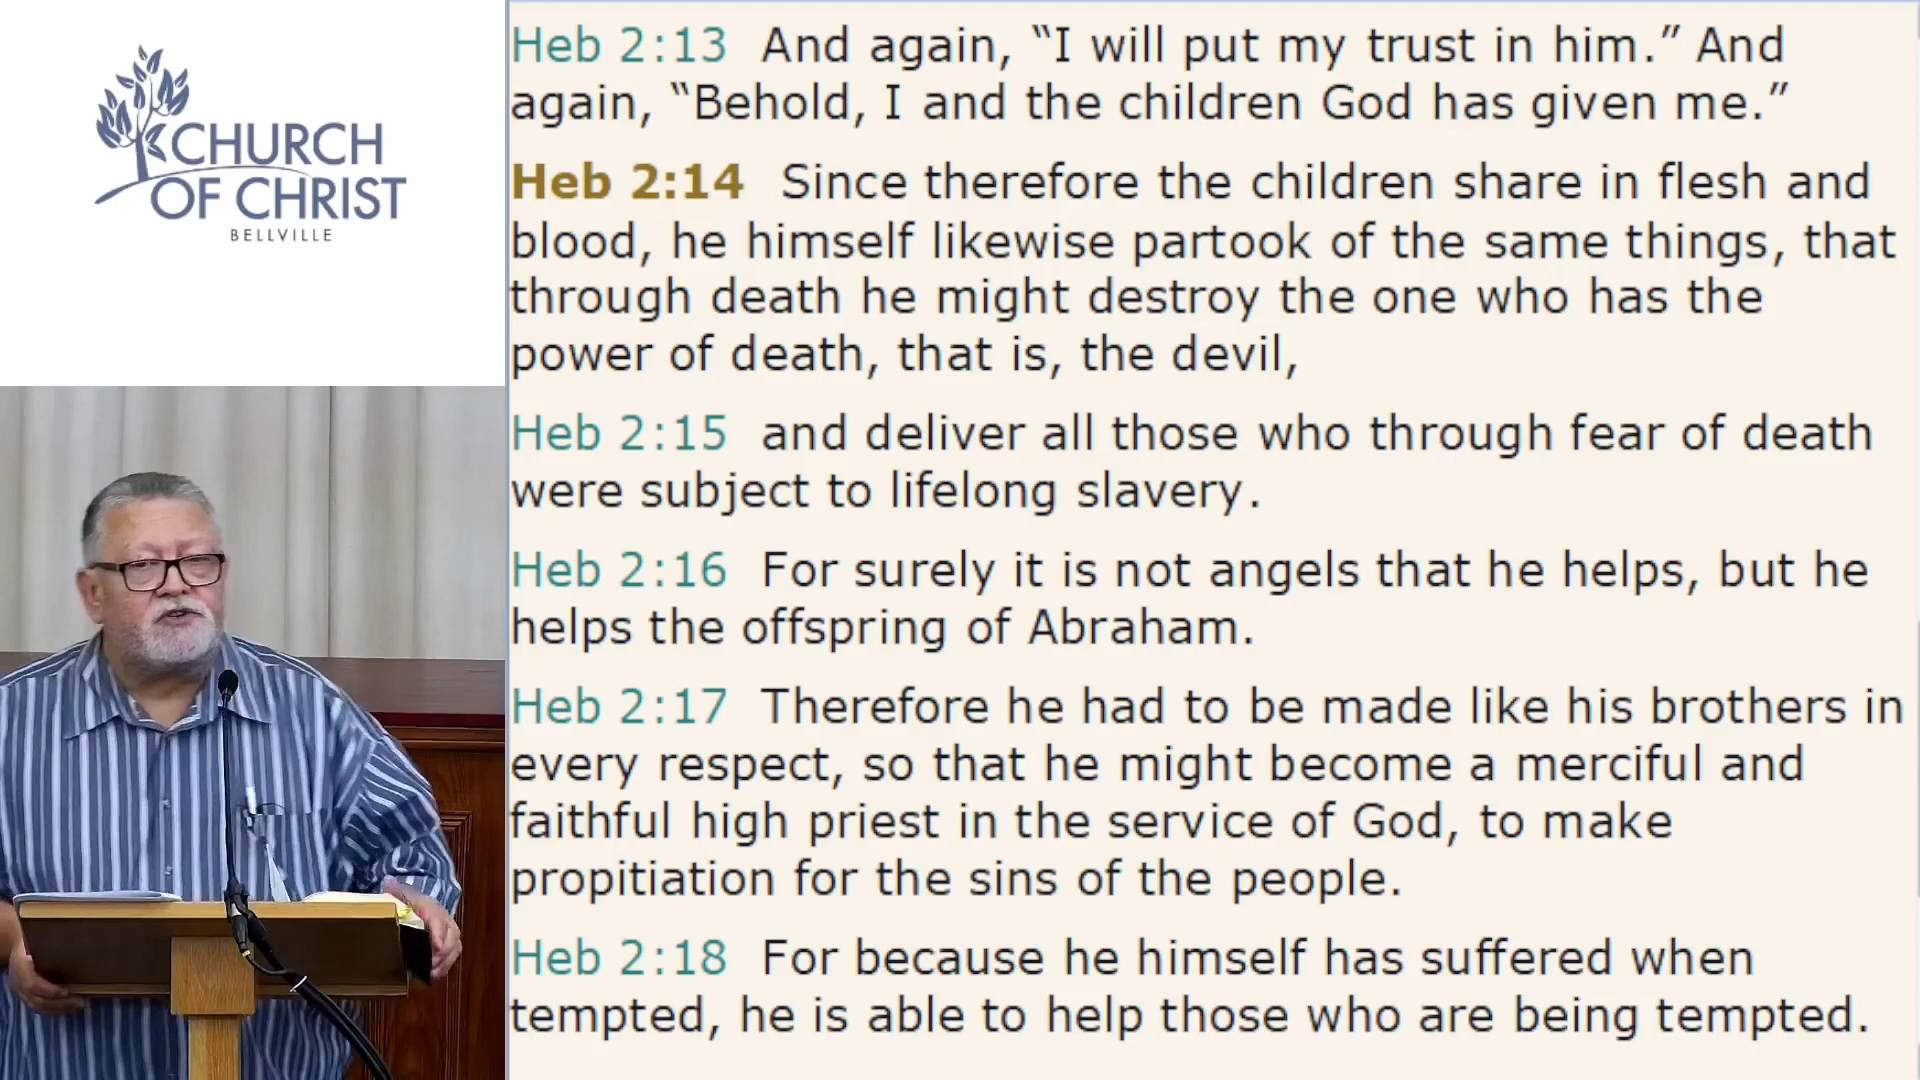 CHURCH
OF CHRIST
BELLVILLE
Heb 2:13 And again, “I will put my trust in him.” And
again, “Behold, I and the children God has given me.”
Heb 2:14 Since therefore the children share in flesh and
blood, he himself likewise partook of the same things, that
through death he might destroy the one who has the
power of death, that is, the devil,
Heb 2:15 and deliver all those who through fear of death
were subject to lifelong slavery.
Heb 2:16 For surely it is not angels that he helps, but he
helps the offspring of Abraham.
Heb 2:17 Therefore he had to be made like his brothers in
every respect, so that he might become a merciful and
faithful high priest in the service of God, to make
propitiation for the sins of the people.
Heb 2:18 For because he himself has suffered when
tempted, he is able to help those who are being tempted.